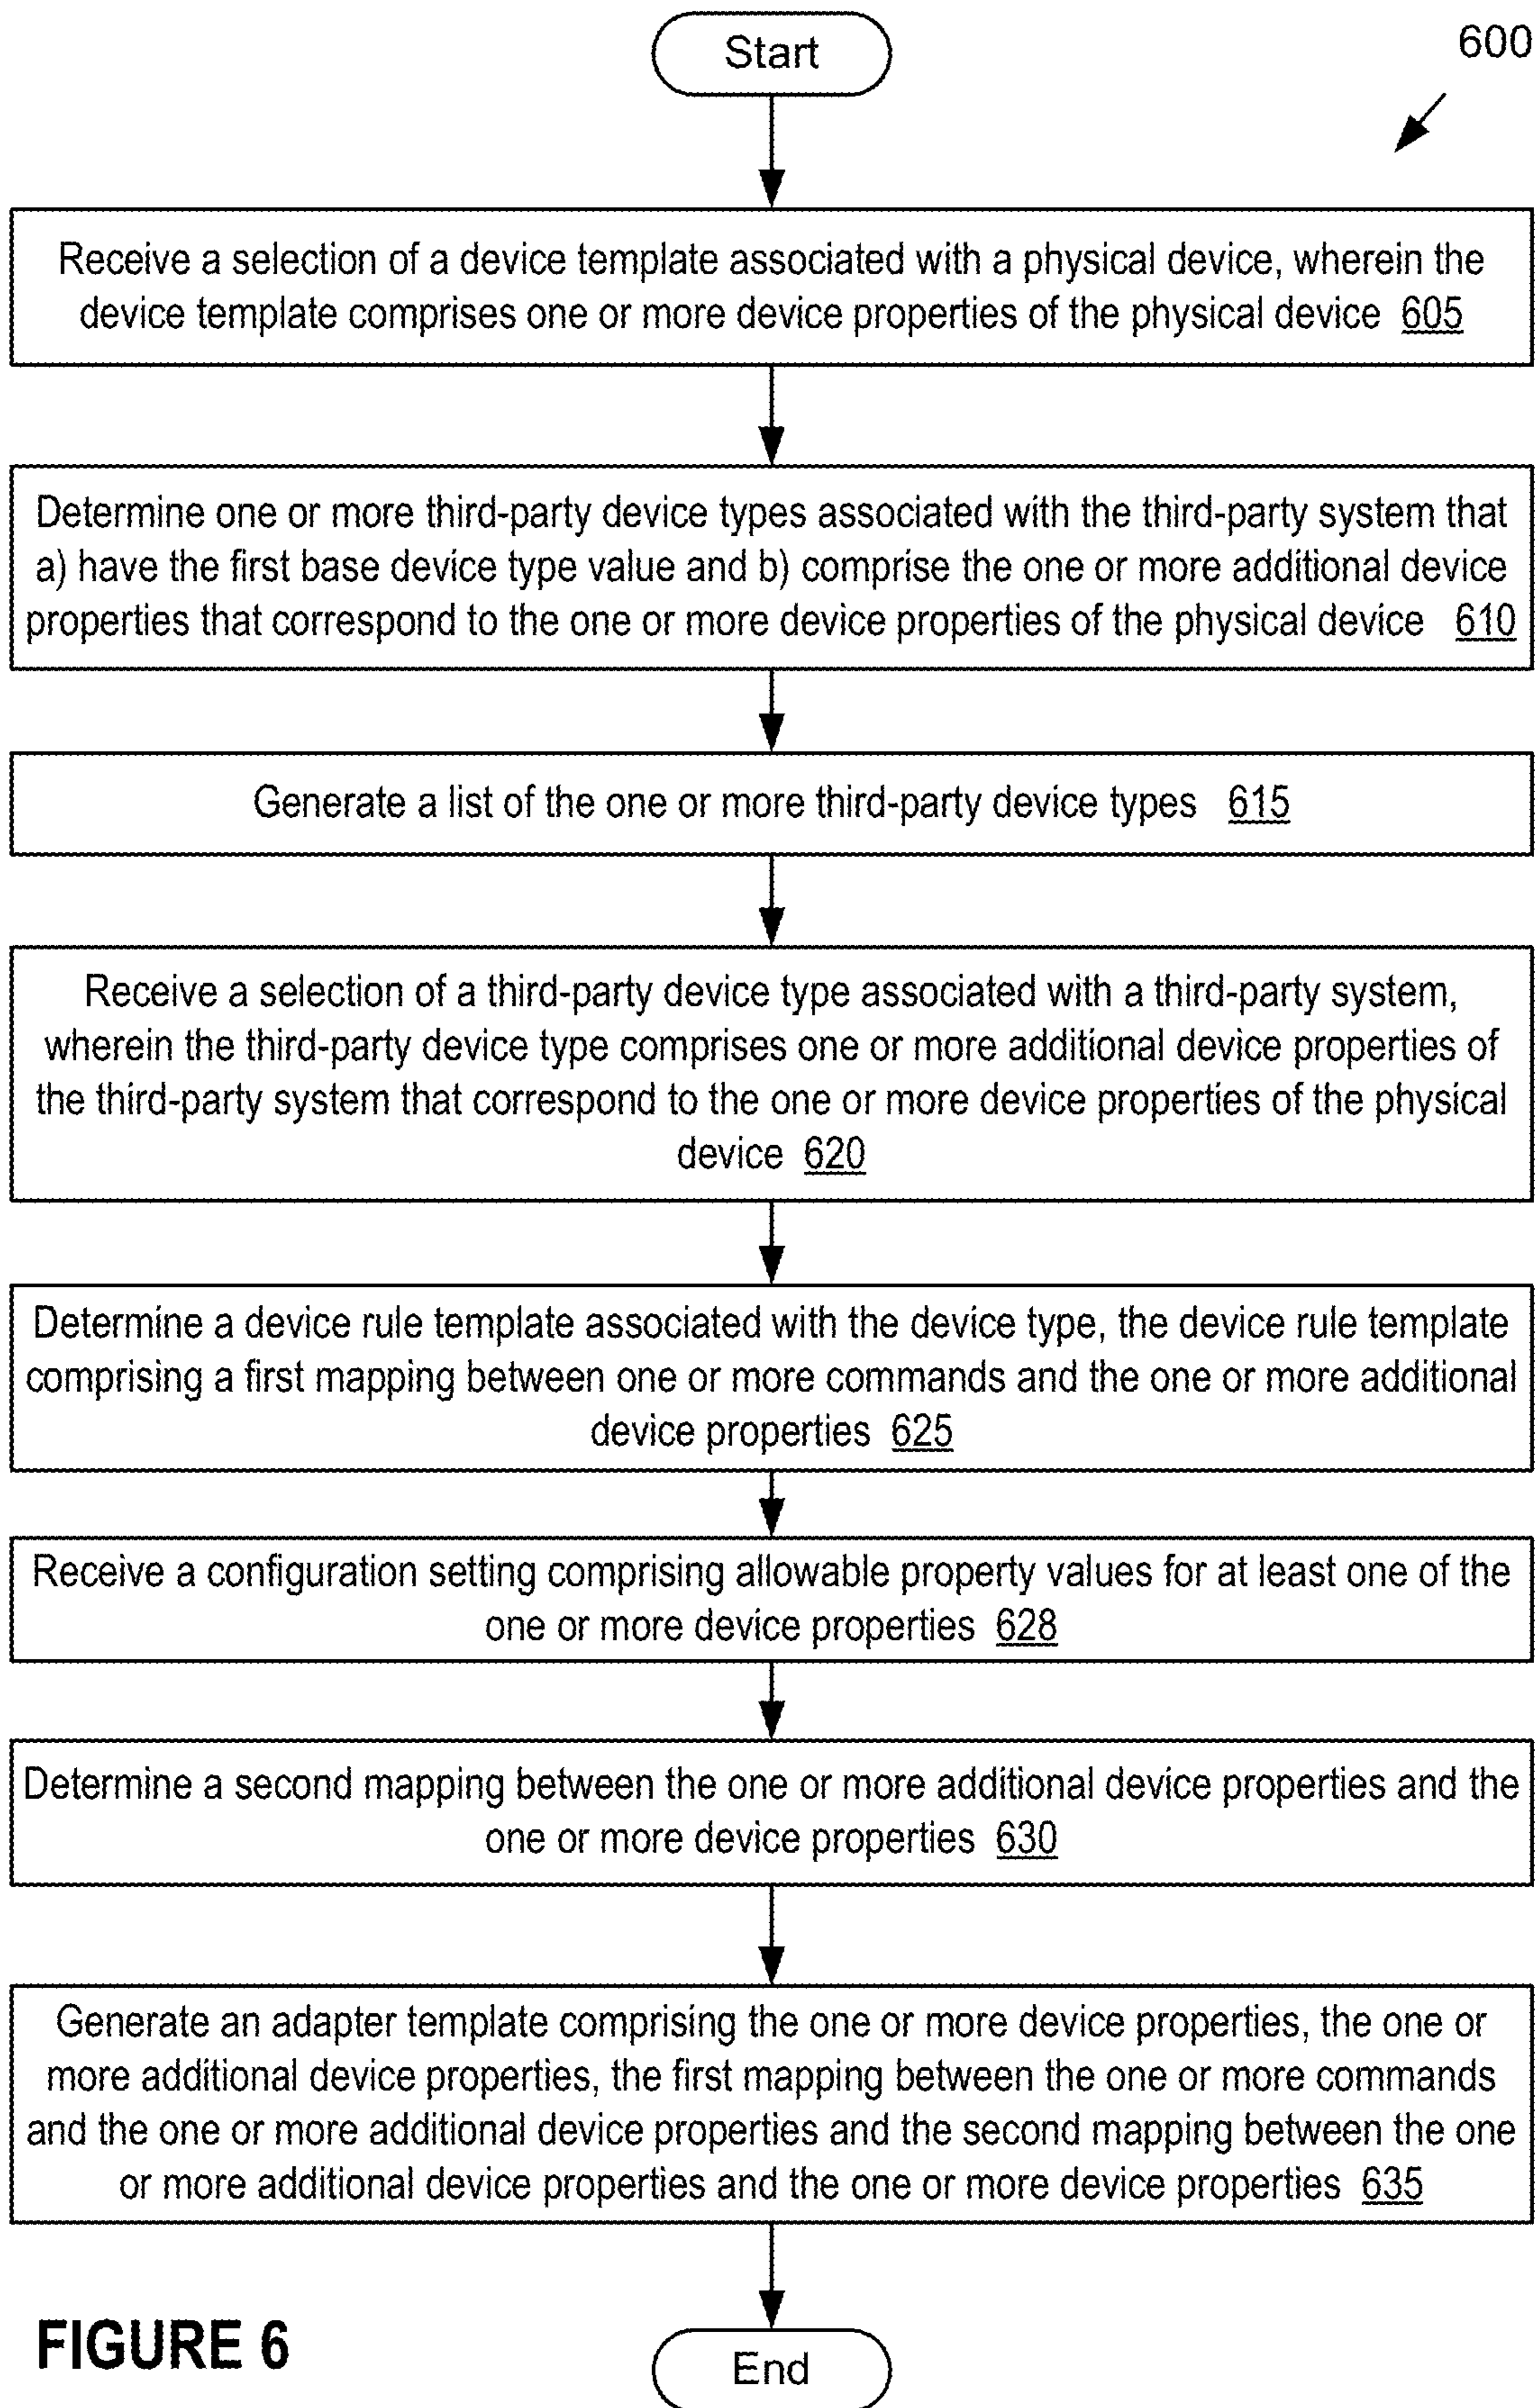 Start
600
Receive a selection of a device template associated with a physical device, wherein the
device template comprises one or more device properties of the physical device 605
Determine one or more third-party device types associated with the third-party system that
a) have the first base device type value and b) comprise the one or more additional device
properties that correspond to the one or more device properties of the physical device 610
Generate a list of the one or more third-party device types 615
Receive a selection of a third-party device type associated with a third-party system,
wherein the third-party device type comprises one or more additional device properties of
the third-party system that correspond to the one or more device properties of the physical
device 620
Determine a device rule template associated with the device type, the device rule template
comprising a first mapping between one or more commands and the one or more additional
device properties 625
Receive a configuration setting comprising allowable property values for at least one of the
one or more device properties 628
Determine a second mapping between the one or more additional device properties and the
one or more device properties 630
Generate an adapter template comprising the one or more device properties, the one or
more additional device properties, the first mapping between the one or more commands
and the one or more additional device properties and the second mapping between the one
or more additional device properties and the one or more device properties 635
FIGURE 6
End